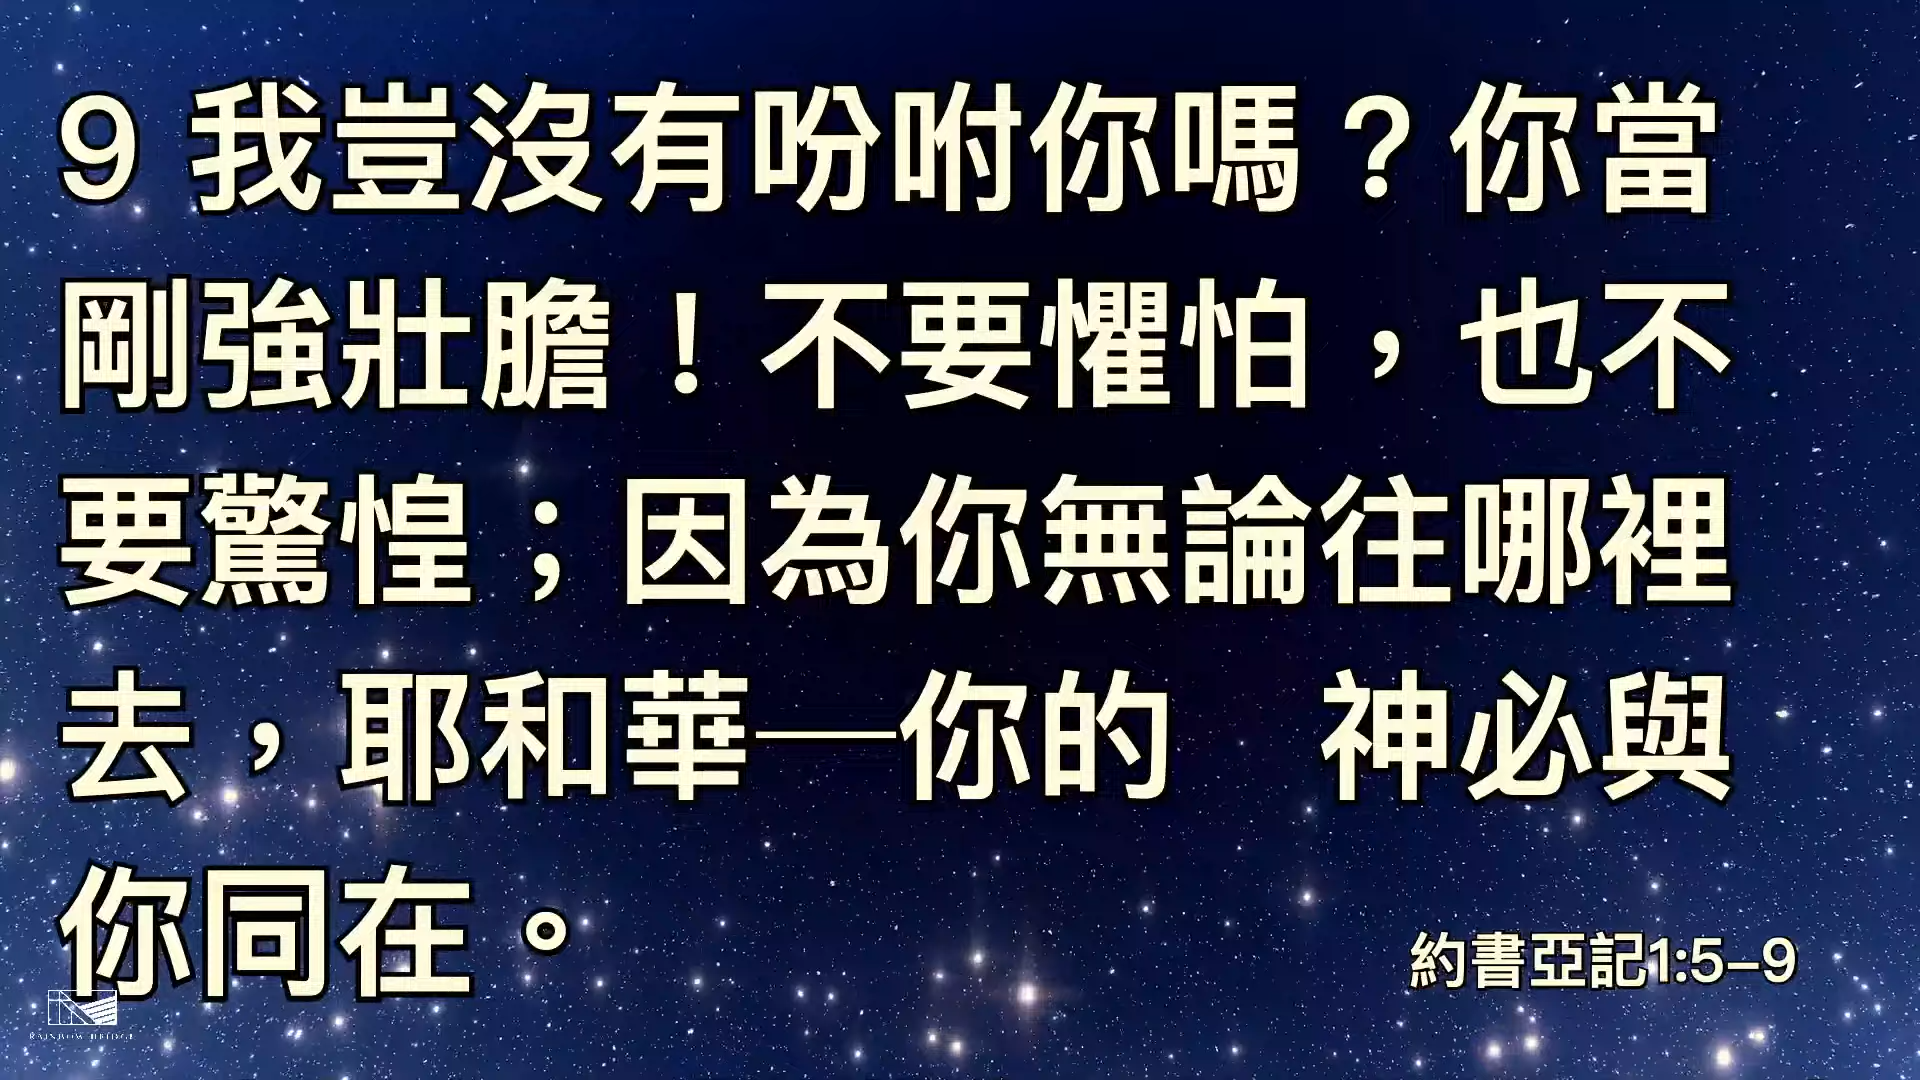 9 我豈沒有吩咐你嗎？你當
剛強壯膽！不要懼怕，也不
要驚惶；因為你無論往哪裡
去，耶和華─你的　神必與
你同在。
約書亞記1:5-9
RAINBOW BRIDGE